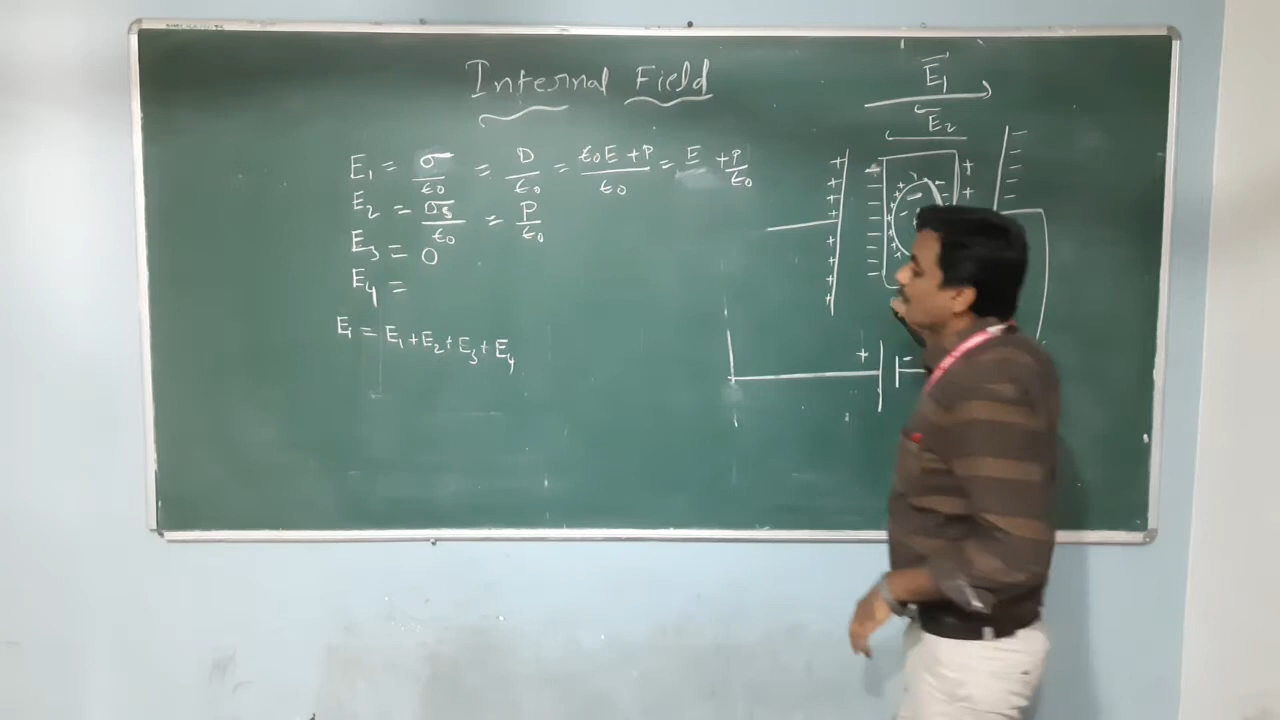 Internal Field
E₁ = σ/ε₀ = D/ε₀ = ε₀E + P/ε₀ = E + P/ε₀
E₂ = σs/ε₀ = P/ε₀
E₃ = 0
E₄ =
E₁ = E₁ + E₂ + E₃ + E₄
E₁
E₂
+ -